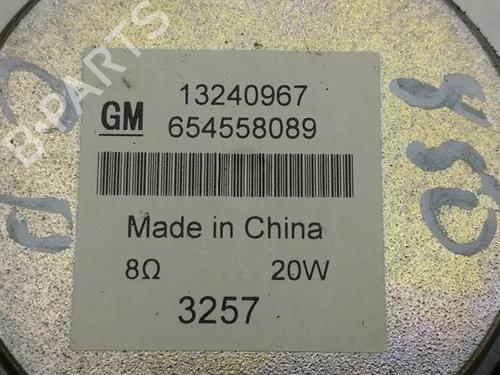 13240967
GM
654558089
Made in China
8Ω 20W
3257
B-PARTS